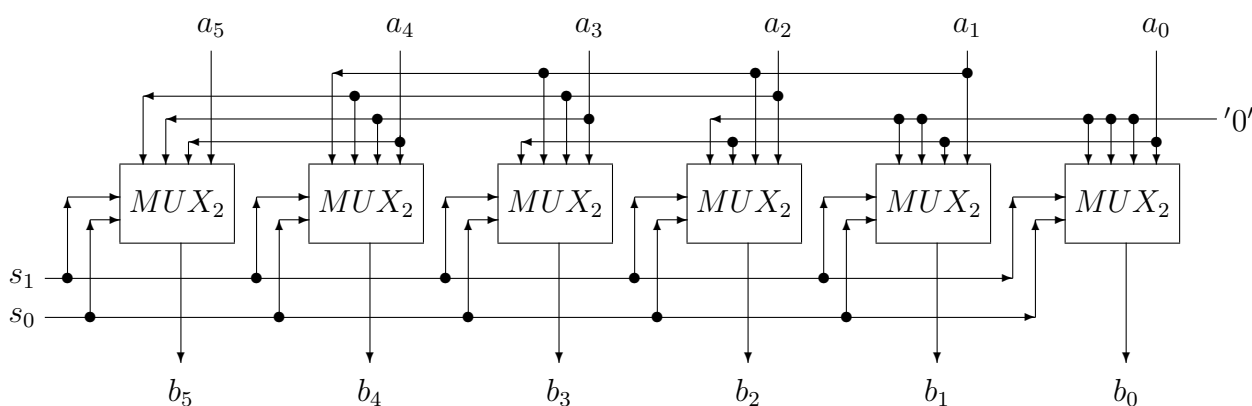 a₅ a₄ a₃ a₂ a₁ a₀
′0′
MUX₂ MUX₂ MUX₂ MUX₂ MUX₂ MUX₂
s₁
s₀
b₅ b₄ b₃ b₂ b₁ b₀